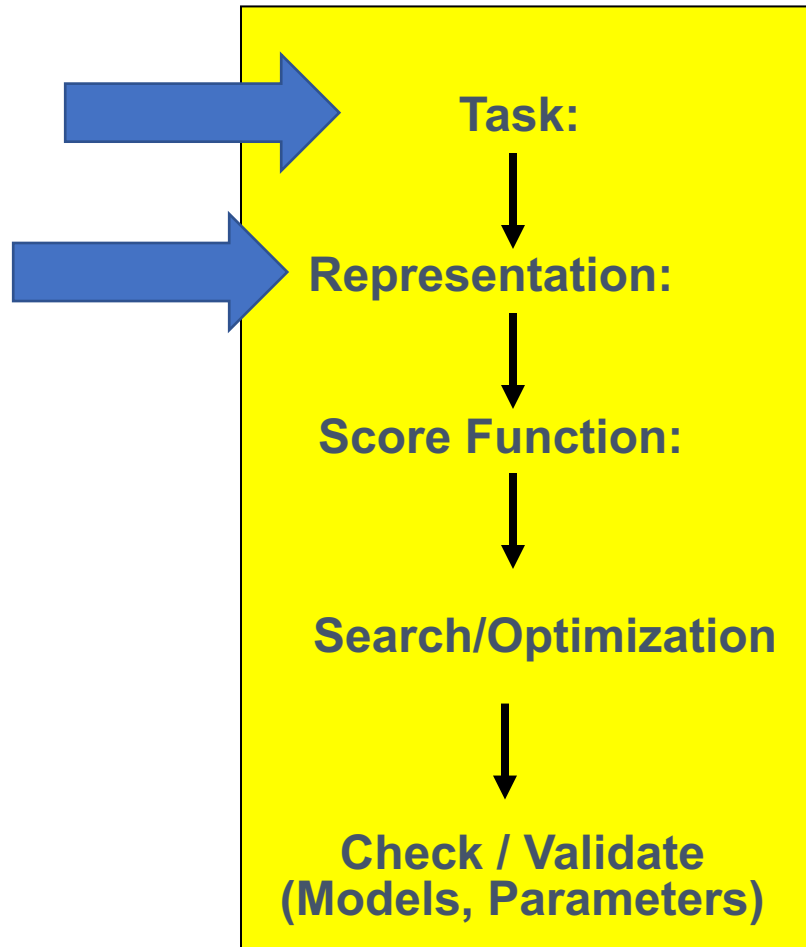 Task:
Representation:
Score Function:
Search/Optimization
Check / Validate
(Models, Parameters)